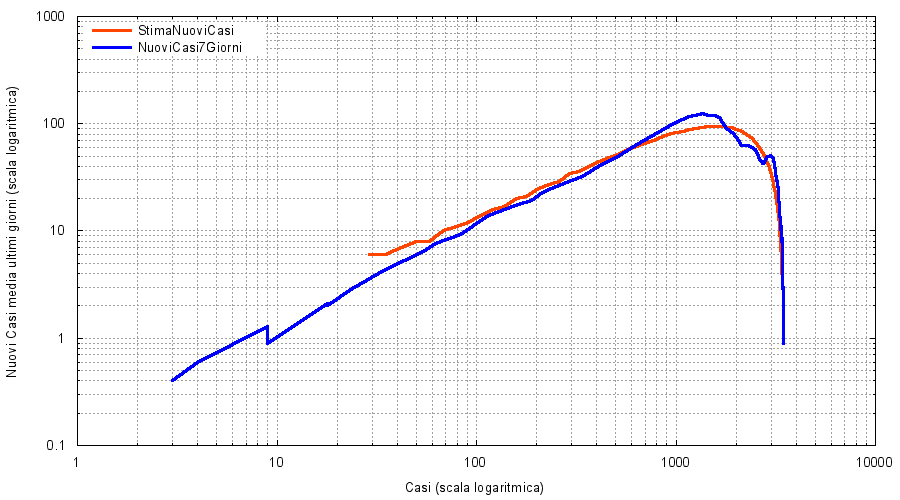 1000
StimaNuoviCasi
NuoviCasi7Giorni
100
10
1
0.1
Nuovi Casi media ultimi giorni (scala logaritmica)
1
10
100
1000
10000
Casi (scala logaritmica)